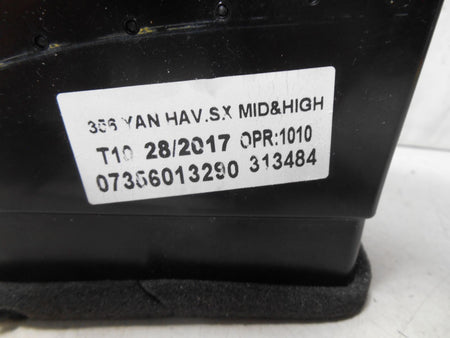 356 YAN HAV.SX MID&HIGH
T10 28/2017 OPR:1010
07356013290 313484